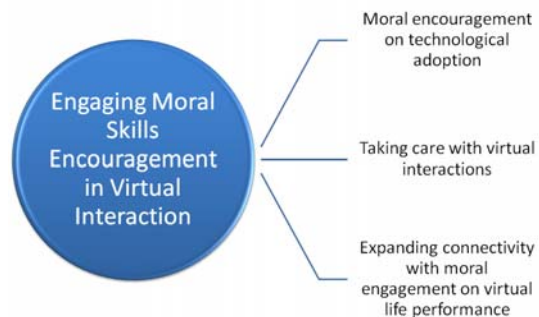 Engaging Moral
Skills
Encouragement
in Virtual
Interaction
Moral encouragement
on technological
adoption
Taking care with virtual
interactions
Expanding connectivity
with moral
engagement on virtual
life performance